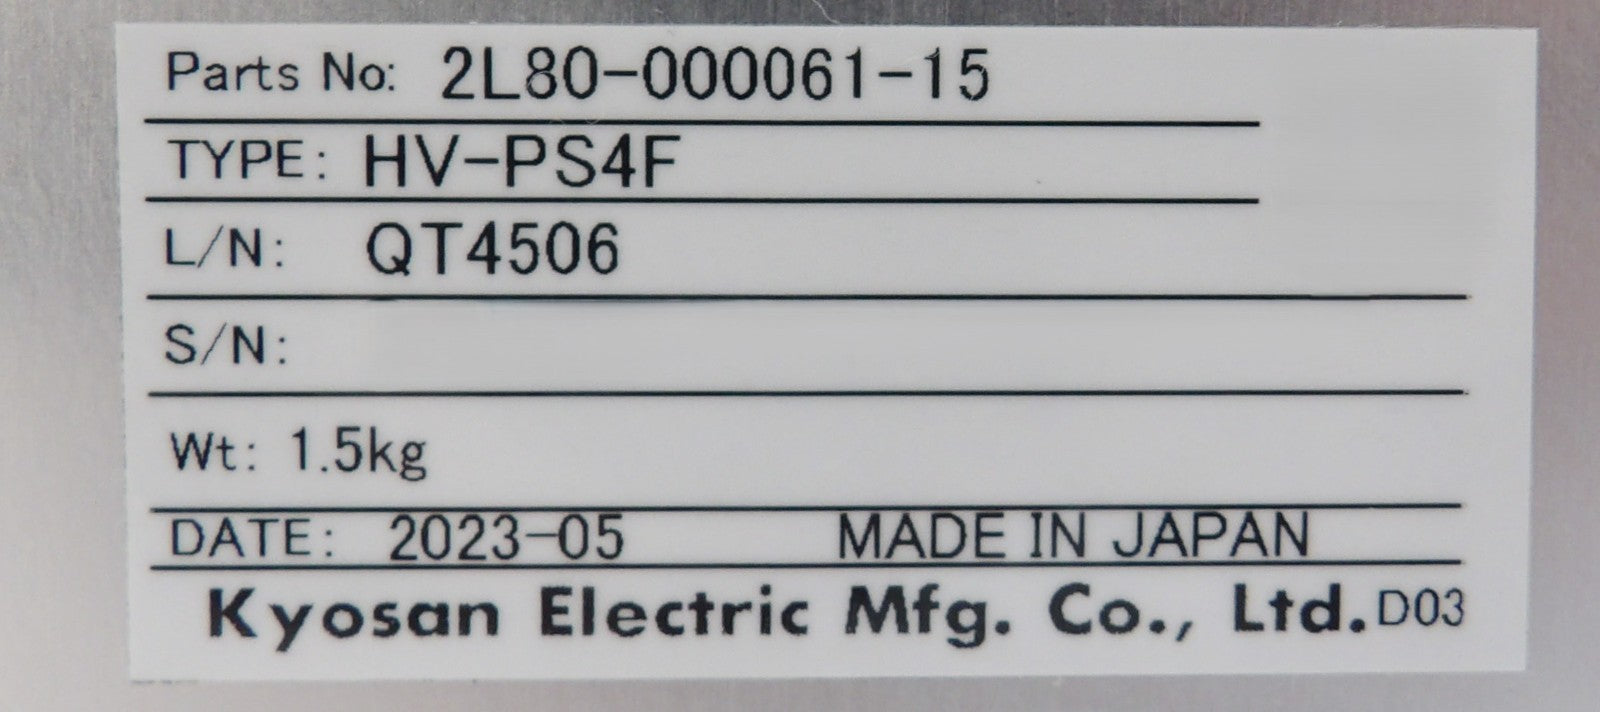 Parts No: 2L80-000061-15
TYPE: HV-PS4F
L/N: QT4506
S/N:
Wt: 1.5kg
DATE: 2023-05 MADE IN JAPAN
Kyosan Electric Mfg. Co., Ltd. D03